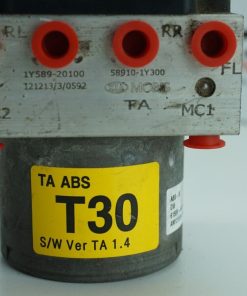 RL RR
FL
1Y589-20100 58910-1Y300
121213/3/0592 MOBIS
TA MC1
2
TA ABS
T30
S/W Ver TA 1.4